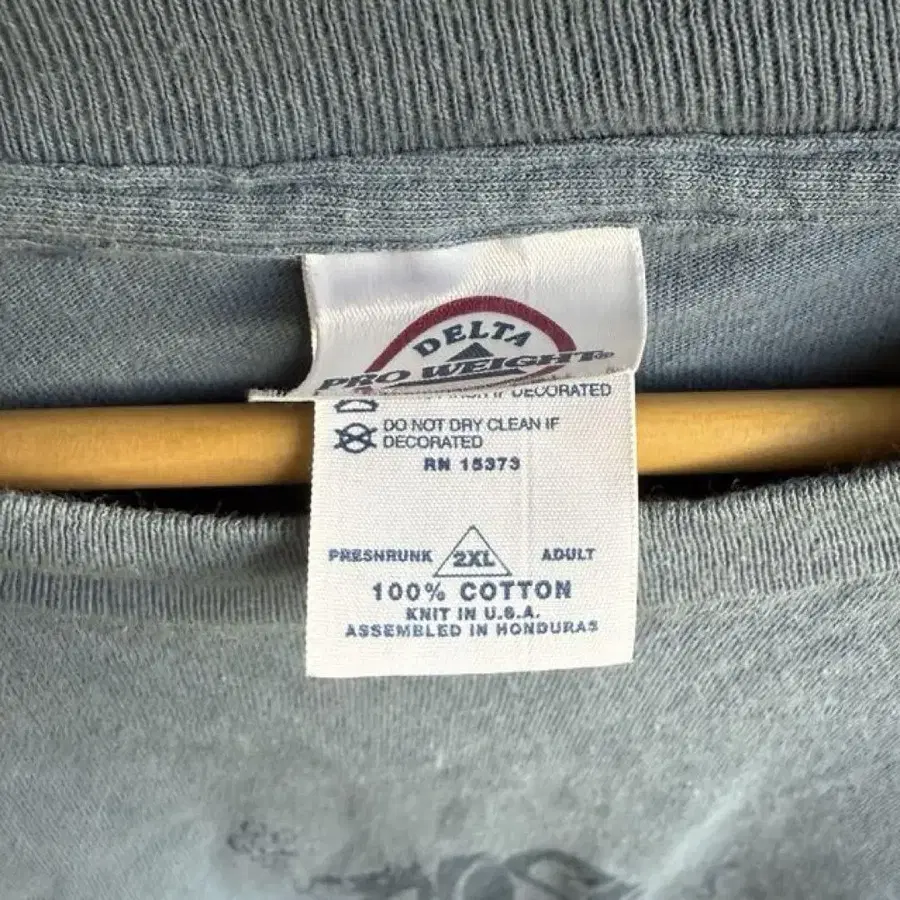 DELTA
PRO WEIGHT®
IF DECORATED
DO NOT DRY CLEAN IF
DECORATED
RN 15373
PRESHRUNK 2XL ADULT
100% COTTON
KNIT IN U.S.A.
ASSEMBLED IN HONDURAS